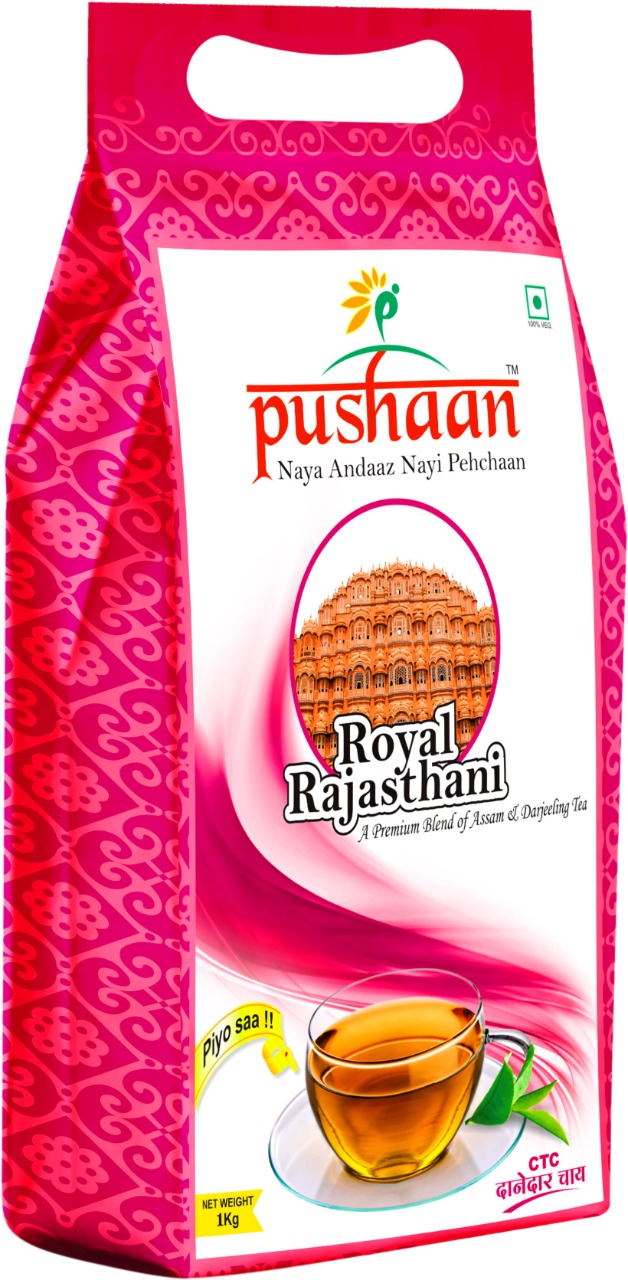 100% VEG.
pushaan TM
Naya Andaaz Nayi Pehchaan
Royal
Rajasthani
A Premium Blend of Assam & Darjeeling Tea
Piyo saa !!
NET WEIGHT
1Kg
CTC
दानेदार चाय